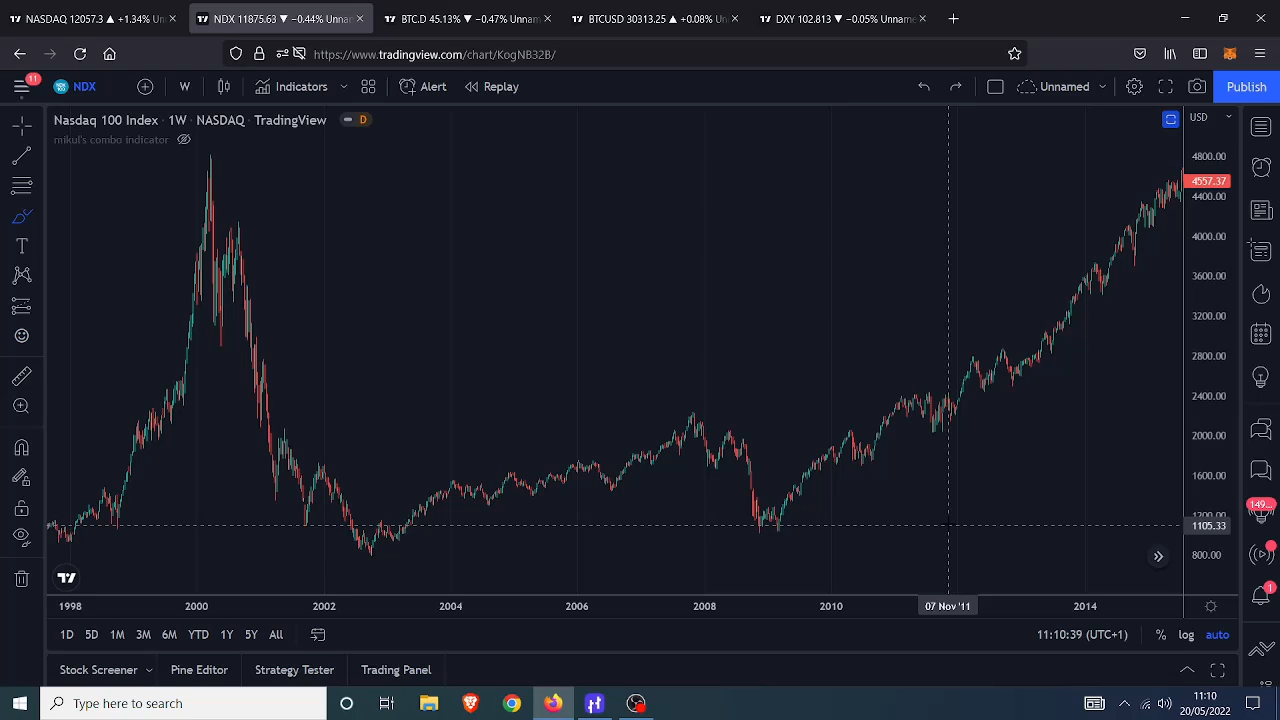 NASDAQ 12057.3 ▲ +1.34% Unnam
NDX 11875.63 ▼ −0.44% Unnar
BTC.D 45.13% ▼ −0.47% Unnam
BTCUSD 30313.25 ▲ +0.08% Un
DXY 102.813 ▼ −0.05% Unname
https://www.tradingview.com/chart/KogNB32B/
11
NDX
W
Indicators
Alert
Replay
Unnamed
Publish
Nasdaq 100 Index · 1W · NASDAQ · TradingView
D
USD
mikul's combo indicator
4800.00
4557.37
4400.00
4000.00
3600.00
3200.00
2800.00
2400.00
2000.00
1600.00
1105.33
800.00
149...
1
1998
2000
2002
2004
2006
2008
2010
07 Nov '11
2014
1D
5D
1M
3M
6M
YTD
1Y
5Y
All
11:10:39 (UTC+1)
%
log
auto
Stock Screener
Pine Editor
Strategy Tester
Trading Panel
Type here to search
11:10
20/05/2022